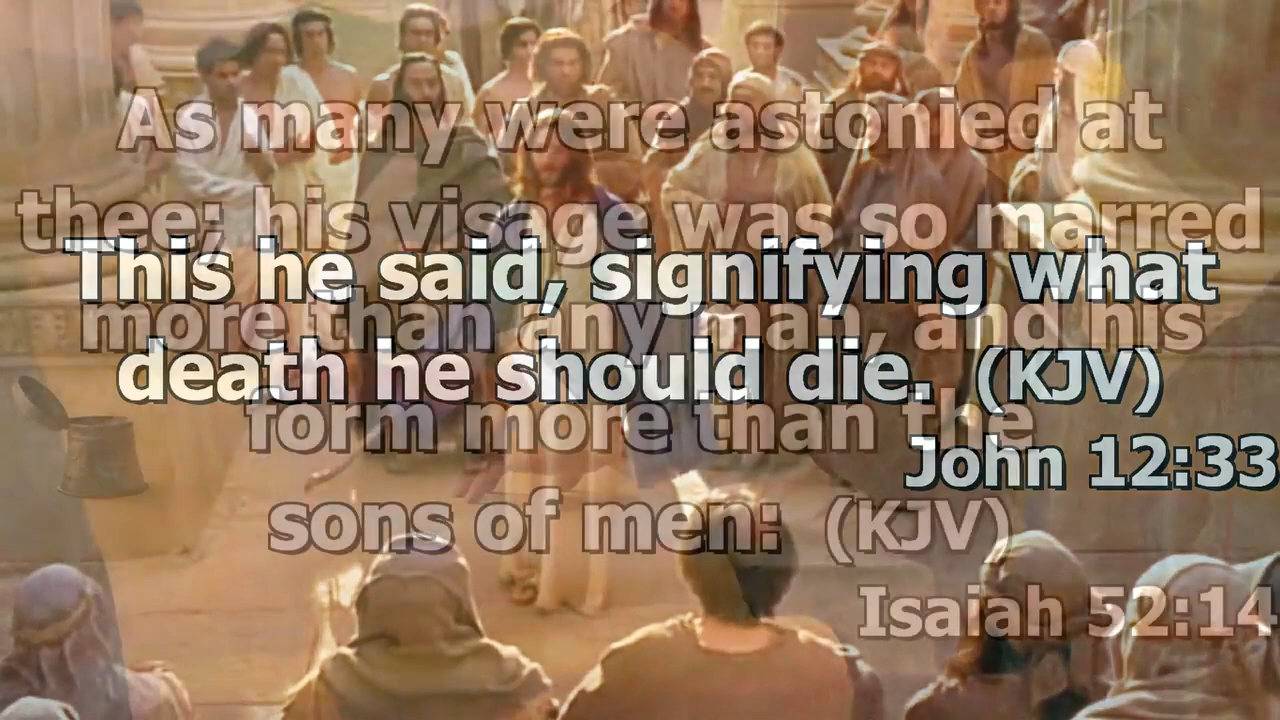 As many were astonied at
thee; his visage was so marred
more than any man, and his
form more than the
sons of men: (KJV)
Isaiah 52:14
This he said, signifying what
death he should die. (KJV)
John 12:33